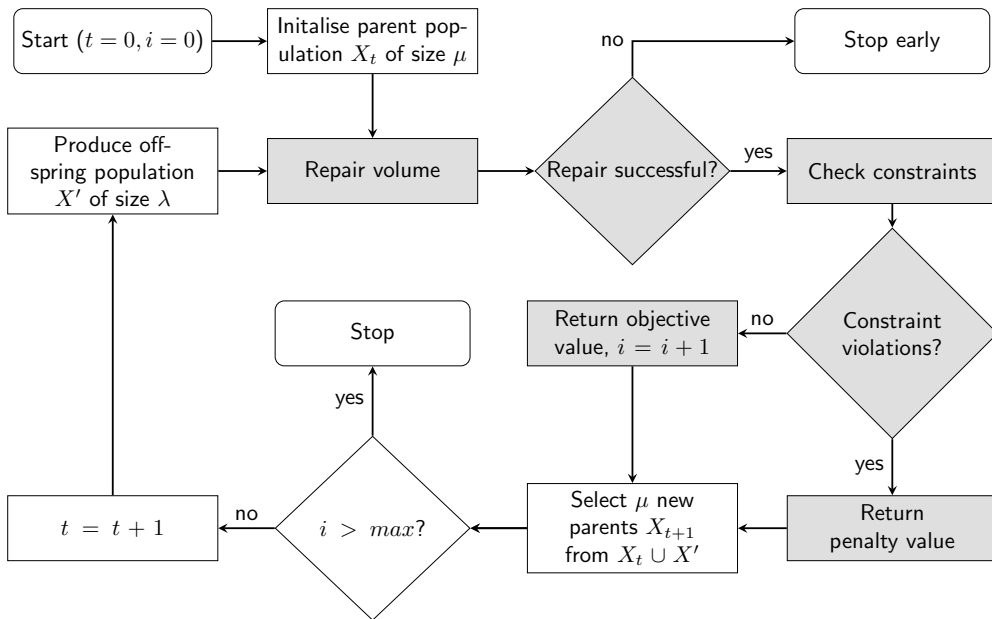 Start (t = 0, i = 0)
Initalise parent pop-
ulation X_t of size μ
no
Stop early
Produce off-
spring population
X′ of size λ
Repair volume
Repair successful?
yes
Check constraints
Stop
Return objective
value, i = i + 1
no
Constraint
violations?
yes
yes
t = t + 1
no
i > max?
Select μ new
parents X_{t+1}
from X_t ∪ X′
Return
penalty value